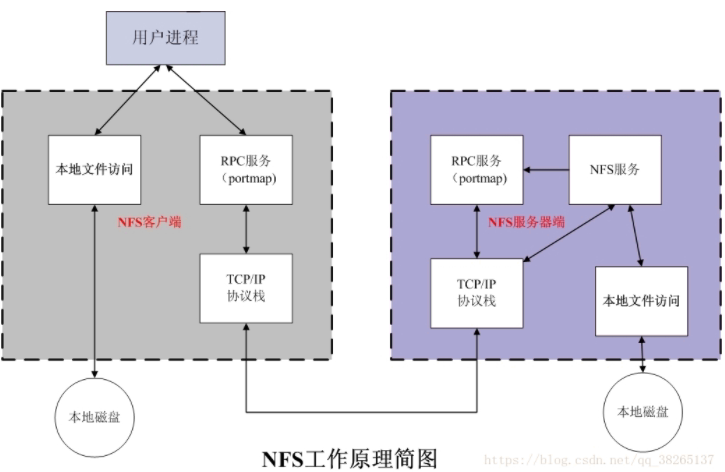 用户进程
本地文件访问
RPC服务
（portmap)
NFS客户端
TCP/IP
协议栈
本地磁盘
RPC服务
（portmap)
NFS服务
NFS服务器端
TCP/IP
协议栈
本地文件访问
本地磁盘
NFS工作原理简图
https://blog.csdn.net/qq_38265137